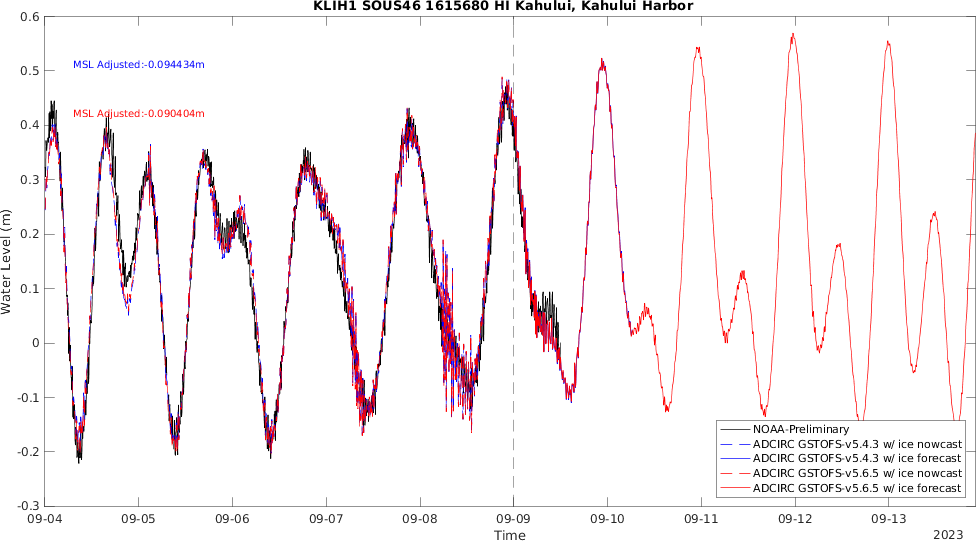 KLIH1 SOUS46 1615680 HI Kahului, Kahului Harbor
0.6
0.5
0.4
0.3
0.2
0.1
0
-0.1
-0.2
-0.3
Water Level (m)
MSL Adjusted:-0.094434m
MSL Adjusted:-0.090404m
NOAA-Preliminary
ADCIRC GSTOFS-v5.4.3 w/ ice nowcast
ADCIRC GSTOFS-v5.4.3 w/ ice forecast
ADCIRC GSTOFS-v5.6.5 w/ ice nowcast
ADCIRC GSTOFS-v5.6.5 w/ ice forecast
09-04 09-05 09-06 09-07 09-08 09-09 09-10 09-11 09-12 09-13
Time
2023